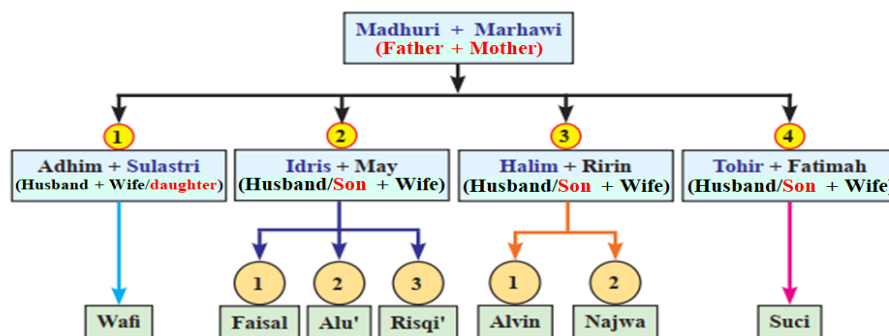 Madhuri + Marhawi
(Father + Mother)
1
2
3
4
Adhim + Sulastri
(Husband + Wife/daughter)
Idris + May
(Husband/Son + Wife)
Halim + Ririn
(Husband/Son + Wife)
Tohir + Fatimah
(Husband/Son + Wife)
1
2
3
1
2
Wafi
Faisal
Alu'
Risqi'
Alvin
Najwa
Suci